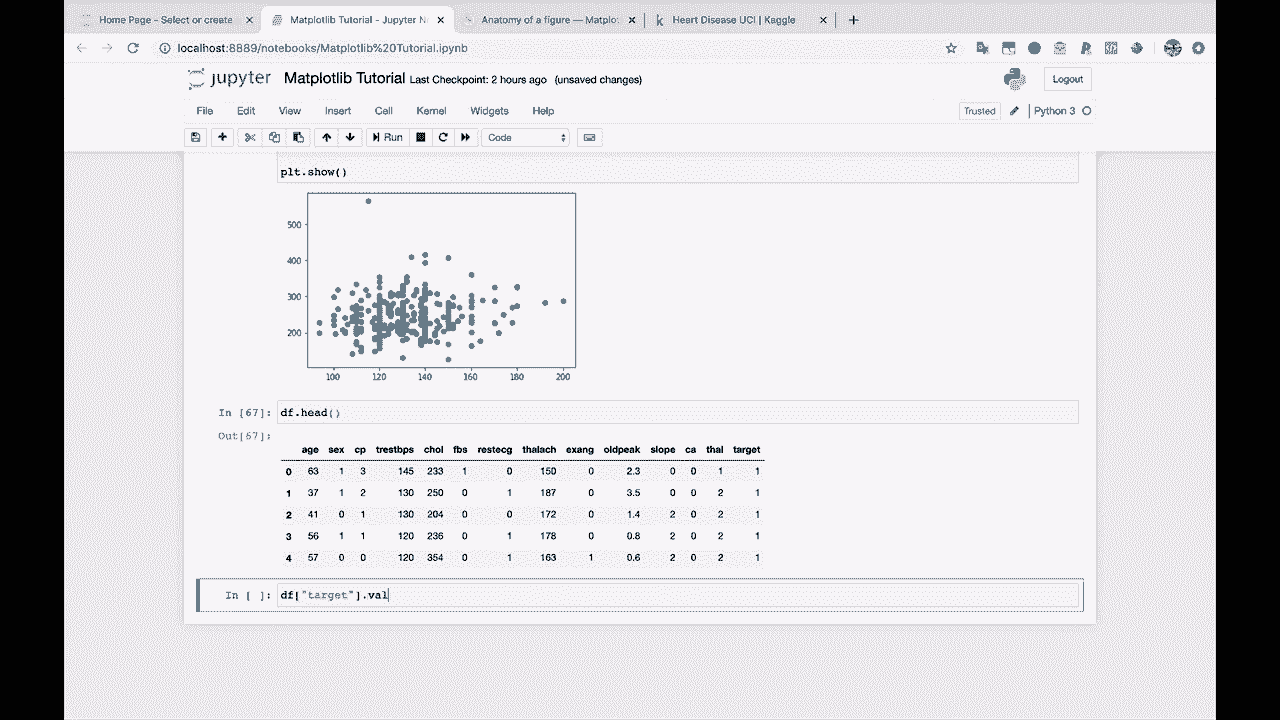 Home Page - Select or create
Matplotlib Tutorial - Jupyter N
Anatomy of a figure — Matplot
Heart Disease UCI | Kaggle
localhost:8889/notebooks/Matplotlib%20Tutorial.ipynb
jupyter Matplotlib Tutorial Last Checkpoint: 2 hours ago (unsaved changes)
Logout
File Edit View Insert Cell Kernel Widgets Help
Trusted Python 3
Run Code
plt.show()
500
400
300
200
100 120 140 160 180 200
In [67]: df.head()
Out[67]:
age sex cp trestbps chol fbs restecg thalach exang oldpeak slope ca thal target
0 63 1 3 145 233 1 0 150 0 2.3 0 0 1 1
1 37 1 2 130 250 0 1 187 0 3.5 0 0 2 1
2 41 0 1 130 204 0 0 172 0 1.4 2 0 2 1
3 56 1 1 120 236 0 1 178 0 0.8 2 0 2 1
4 57 0 0 120 354 0 1 163 1 0.6 2 0 2 1
In [ ]: df["target"].val